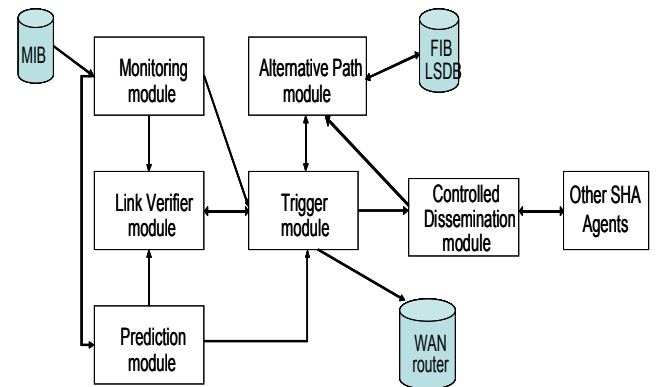 MIB
Monitoring
module
Alternative Path
module
FIB
LSDB
Link Verifier
module
Trigger
module
Controlled
Dissemination
module
Other SHA
Agents
Prediction
module
WAN
router